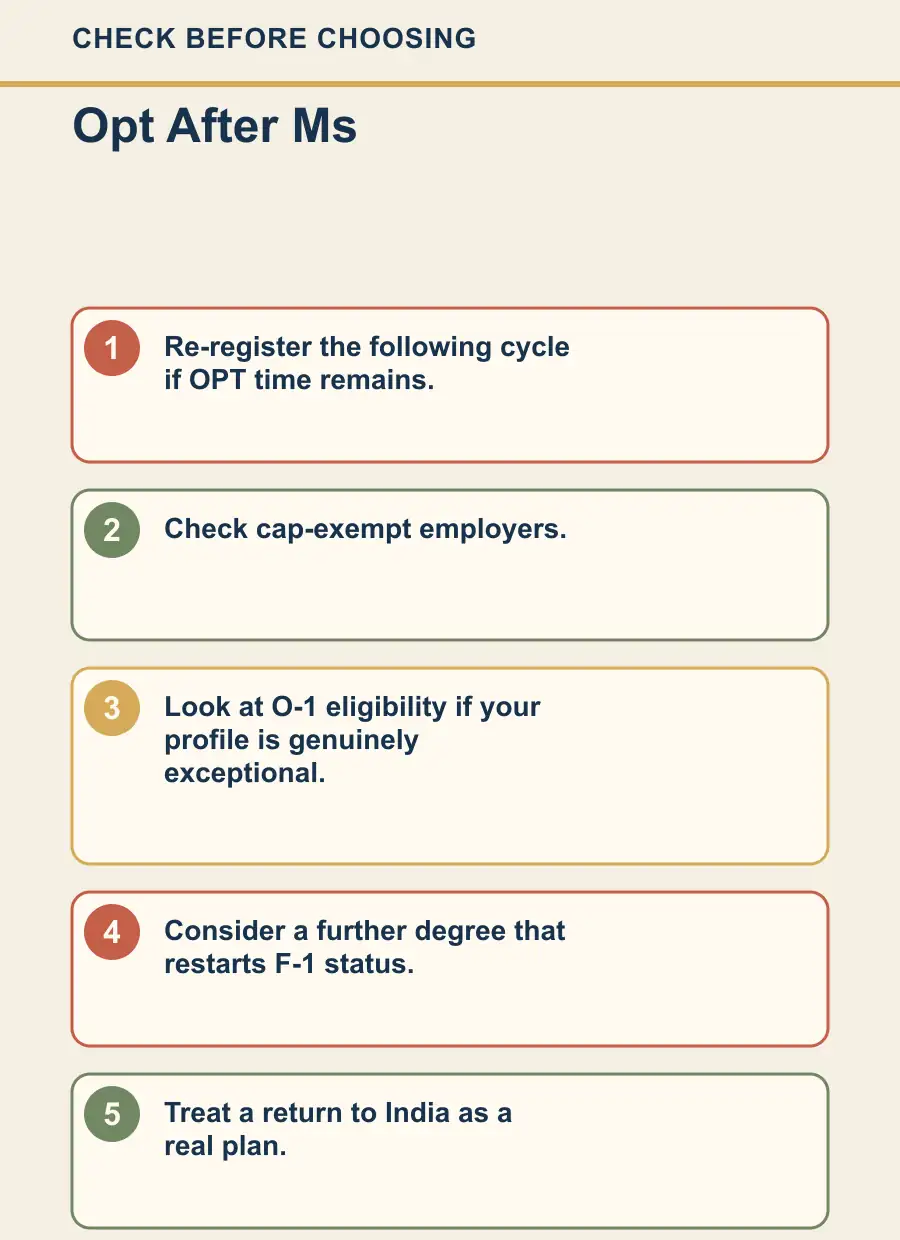 CHECK BEFORE CHOOSING
Opt After Ms
1
Re-register the following cycle
if OPT time remains.
2
Check cap-exempt employers.
3
Look at O-1 eligibility if your
profile is genuinely
exceptional.
4
Consider a further degree that
restarts F-1 status.
5
Treat a return to India as a
real plan.